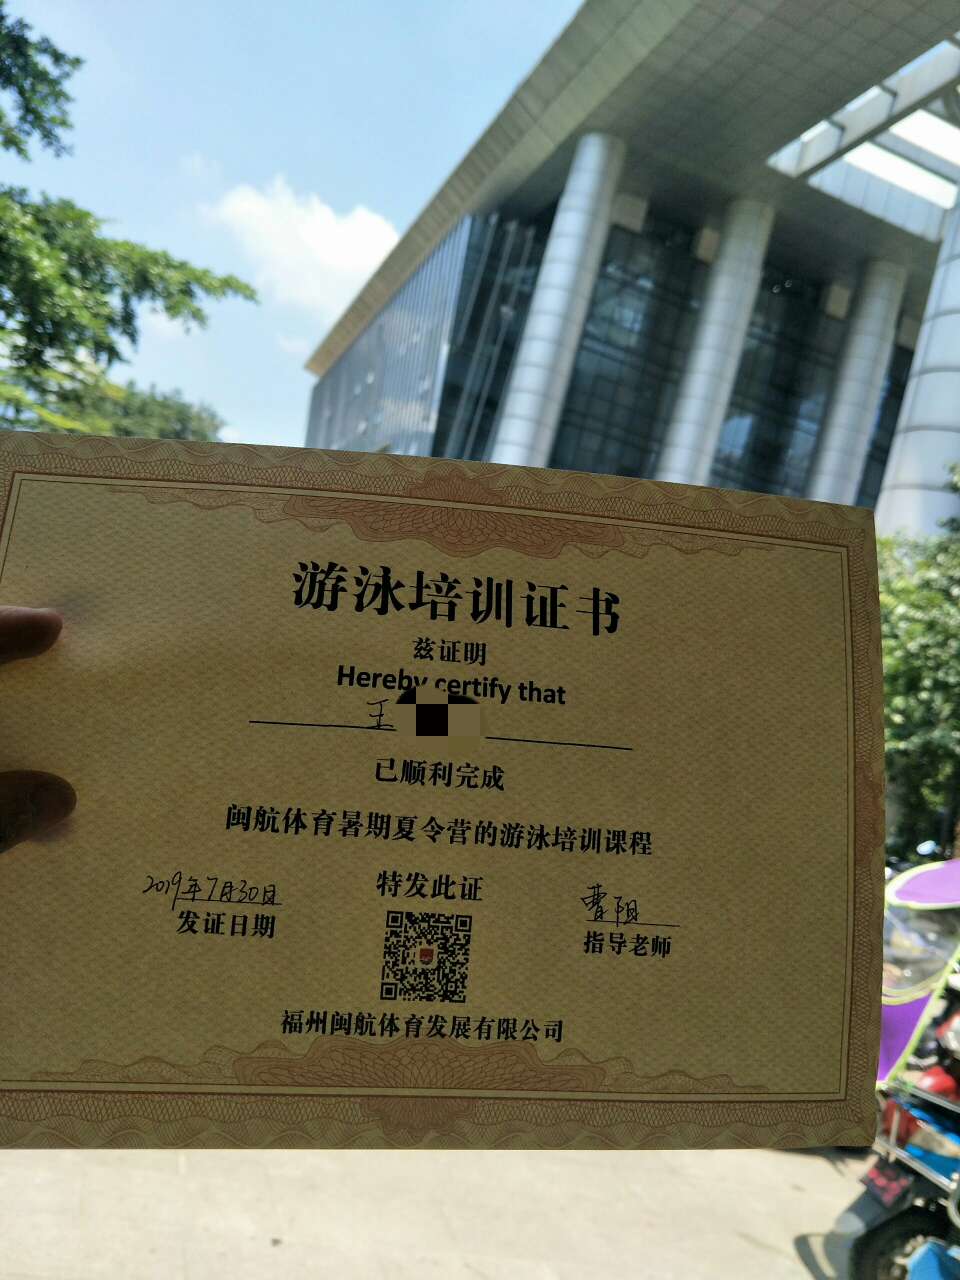 游泳培训证书
兹证明
Hereby certify that
王
已顺利完成
闽航体育暑期夏令营的游泳培训课程
特发此证
2019年7月30日
发证日期
曹阳
指导老师
福州闽航体育发展有限公司